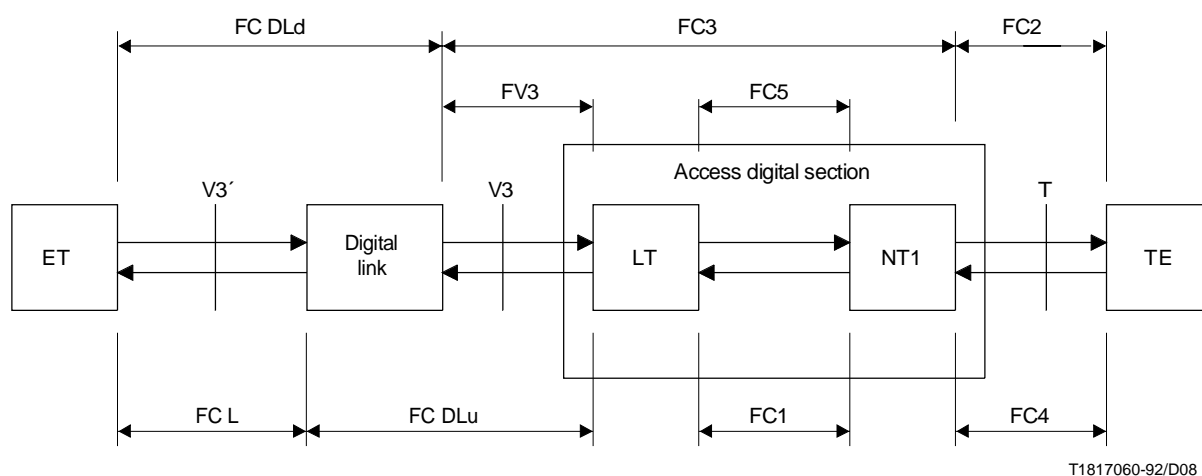 FC DLd
FC3
FC2
FV3
FC5
Access digital section
V3´
V3
T
ET
Digital
link
LT
NT1
TE
FC L
FC DLu
FC1
FC4
T1817060-92/D08